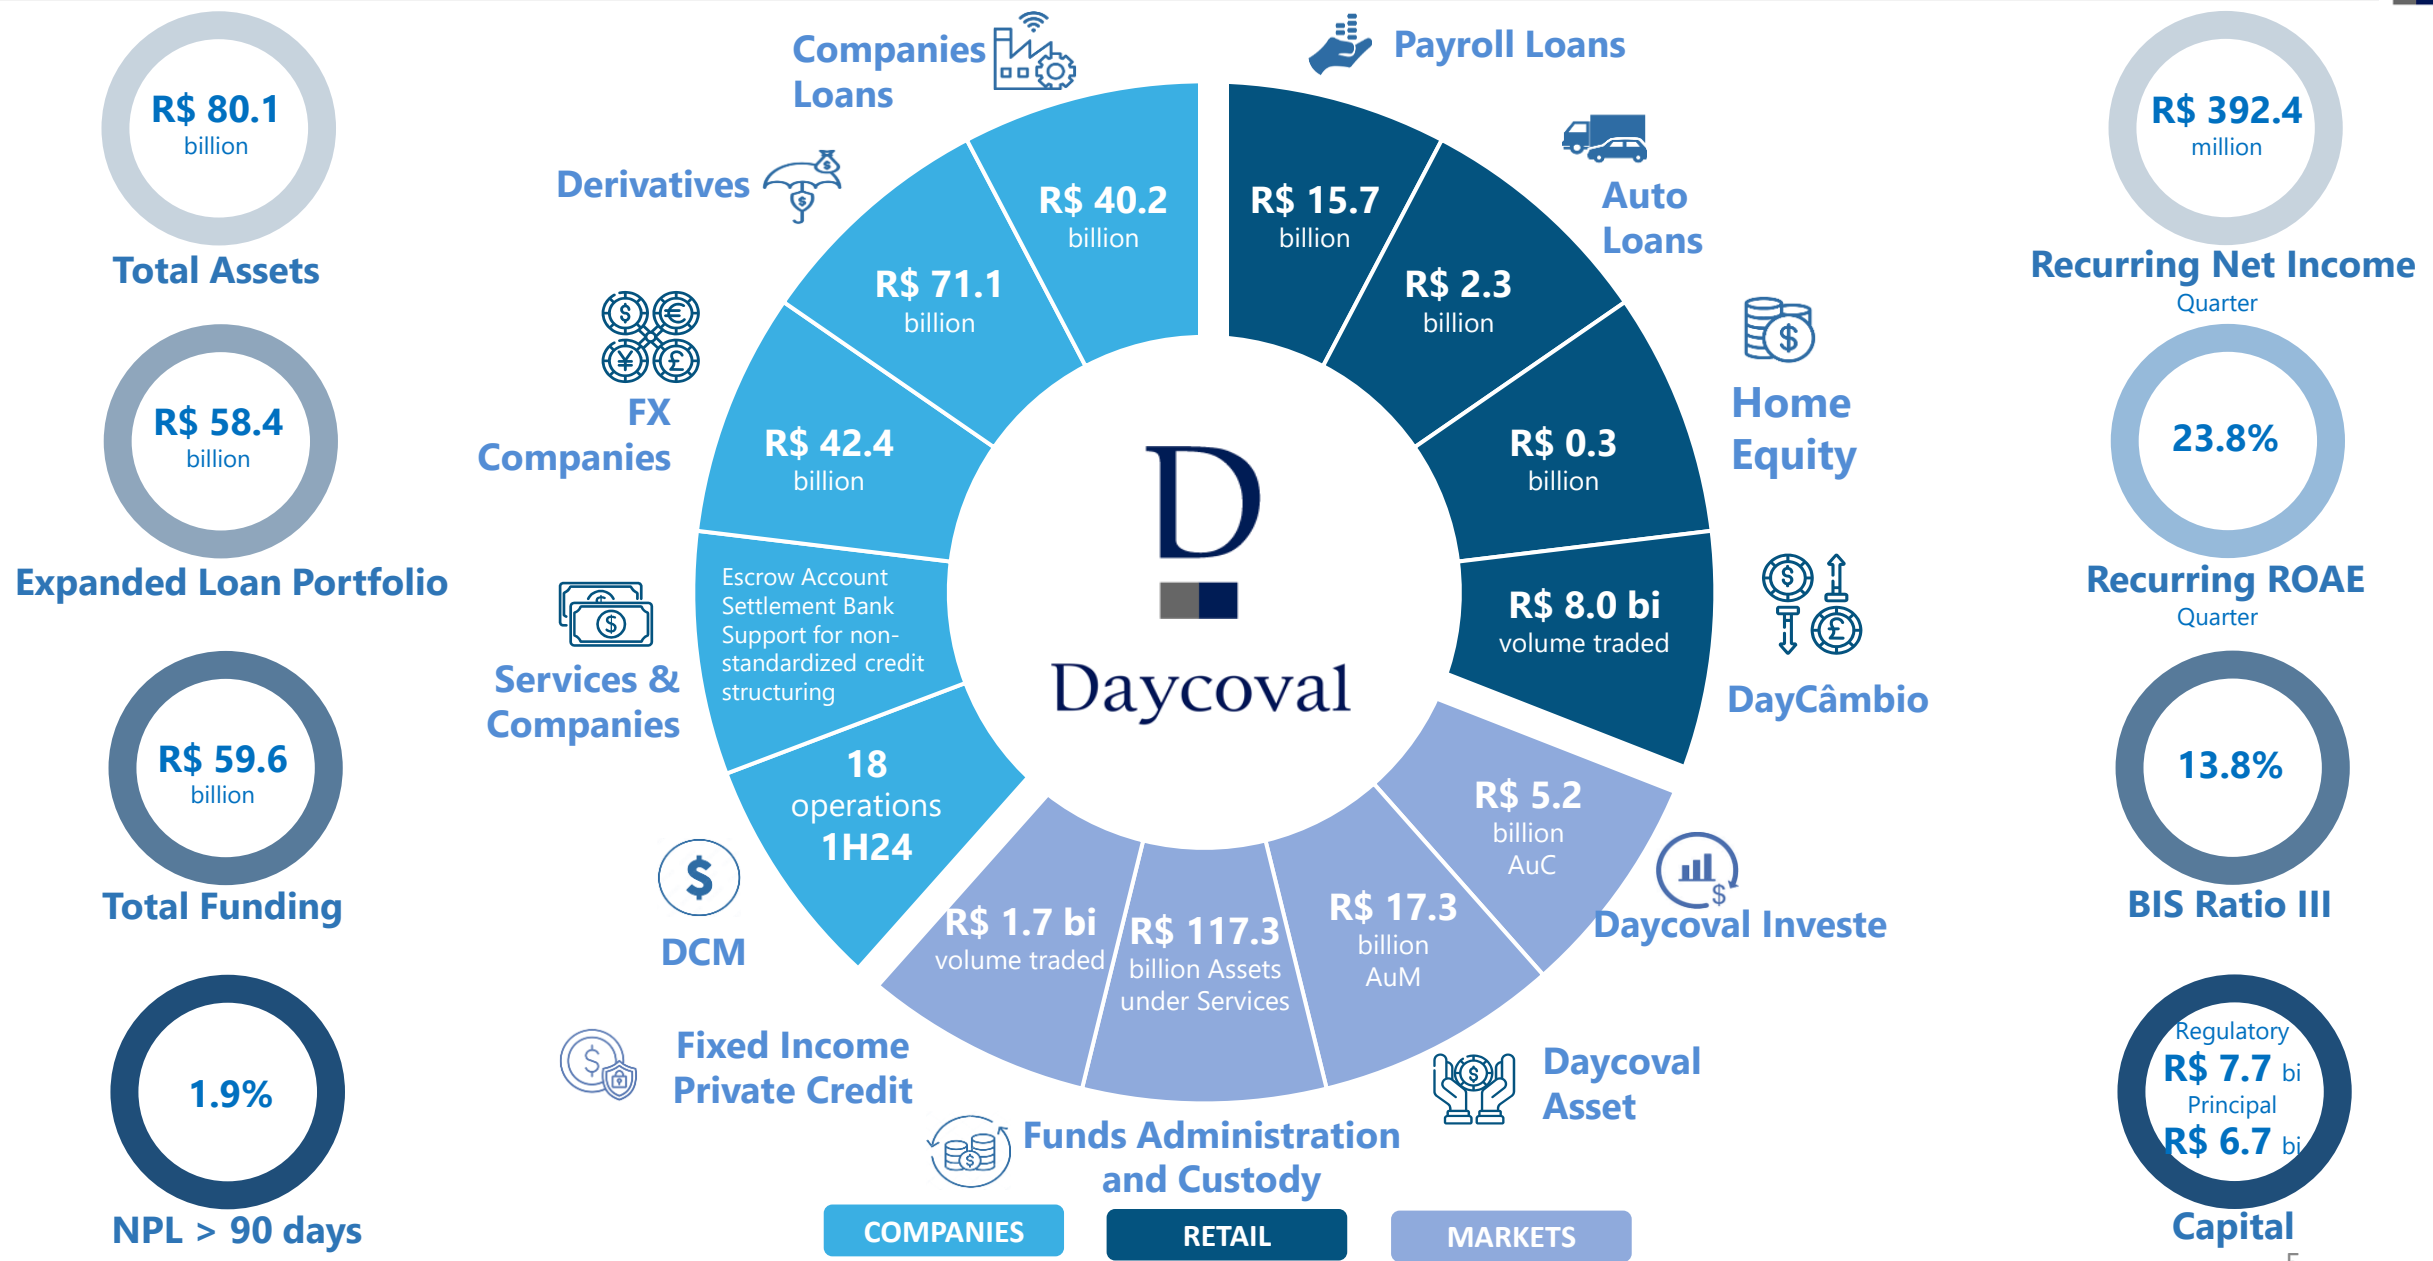 R$ 80.1
billion
Total Assets
R$ 58.4
billion
Expanded Loan Portfolio
R$ 59.6
billion
Total Funding
1.9%
NPL > 90 days
Companies
Loans
R$ 40.2
billion
Derivatives
R$ 71.1
billion
FX
Companies
R$ 42.4
billion
Services &
Companies
Escrow Account
Settlement Bank
Support for non-
standardized credit
structuring
DCM
18
operations
1H24
Payroll Loans
R$ 15.7
billion
Auto
Loans
R$ 2.3
billion
Home
Equity
R$ 0.3
billion
DayCâmbio
R$ 8.0 bi
volume traded
Daycoval Investe
R$ 5.2
billion
AuC
Daycoval
Asset
R$ 17.3
billion
AuM
Funds Administration
and Custody
R$ 117.3
billion Assets
under Services
Fixed Income
Private Credit
R$ 1.7 bi
volume traded
D
Daycoval
COMPANIES
RETAIL
MARKETS
R$ 392.4
million
Recurring Net Income
Quarter
23.8%
Recurring ROAE
Quarter
13.8%
BIS Ratio III
Regulatory
R$ 7.7 bi
Principal
R$ 6.7 bi
Capital